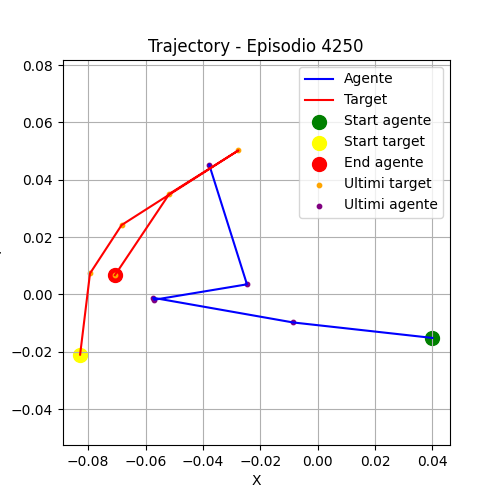 Trajectory - Episodio 4250
Agente
Target
Start agente
Start target
End agente
Ultimi target
Ultimi agente
0.08
0.06
0.04
0.02
0.00
−0.02
−0.04
−0.08
−0.06
−0.04
−0.02
0.00
0.02
0.04
X